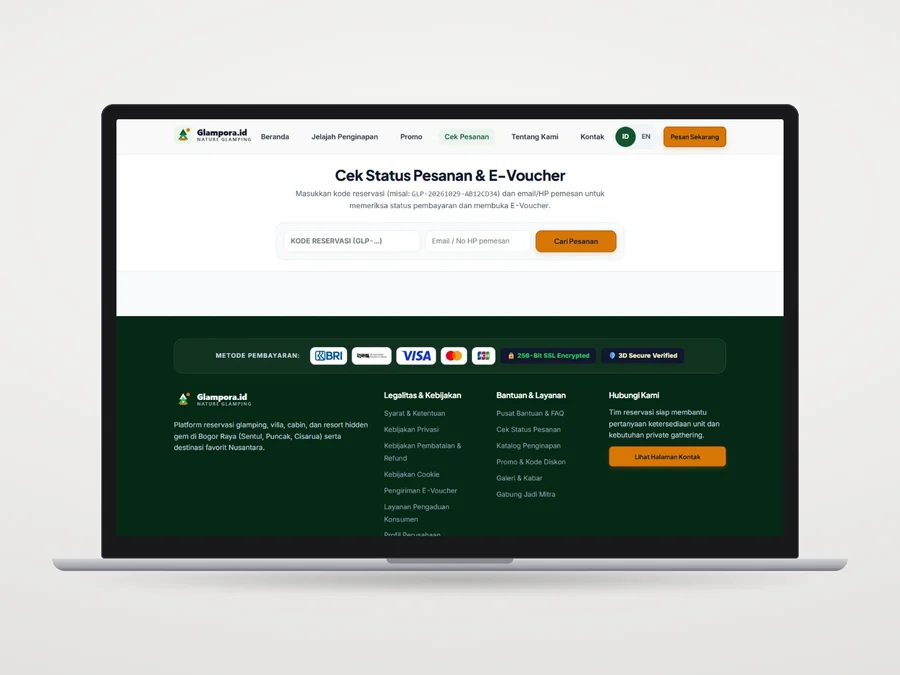 Glampora.id
NATURE GLAMPING
Beranda
Jelajah Penginapan
Promo
Cek Pesanan
Tentang Kami
Kontak
ID
EN
Pesan Sekarang
Cek Status Pesanan & E-Voucher
Masukkan kode reservasi (misal: GLP-20261029-AB12CD34) dan email/HP pemesan untuk
memeriksa status pembayaran dan membuka E-Voucher.
KODE RESERVASI (GLP-...)
Email / No HP pemesan
Cari Pesanan
METODE PEMBAYARAN:
BRI
VISA
JCB
256-Bit SSL Encrypted
3D Secure Verified
Glampora.id
NATURE GLAMPING
Platform reservasi glamping, villa, cabin, dan resort hidden
gem di Bogor Raya (Sentul, Puncak, Cisarua) serta
destinasi favorit Nusantara.
Legalitas & Kebijakan
Syarat & Ketentuan
Kebijakan Privasi
Kebijakan Pembatalan &
Refund
Kebijakan Cookie
Pengiriman E-Voucher
Layanan Pengaduan
Konsumen
Profil Perusahaan
Bantuan & Layanan
Pusat Bantuan & FAQ
Cek Status Pesanan
Katalog Penginapan
Promo & Kode Diskon
Galeri & Kabar
Gabung Jadi Mitra
Hubungi Kami
Tim reservasi siap membantu
pertanyaan ketersediaan unit dan
kebutuhan private gathering.
Lihat Halaman Kontak